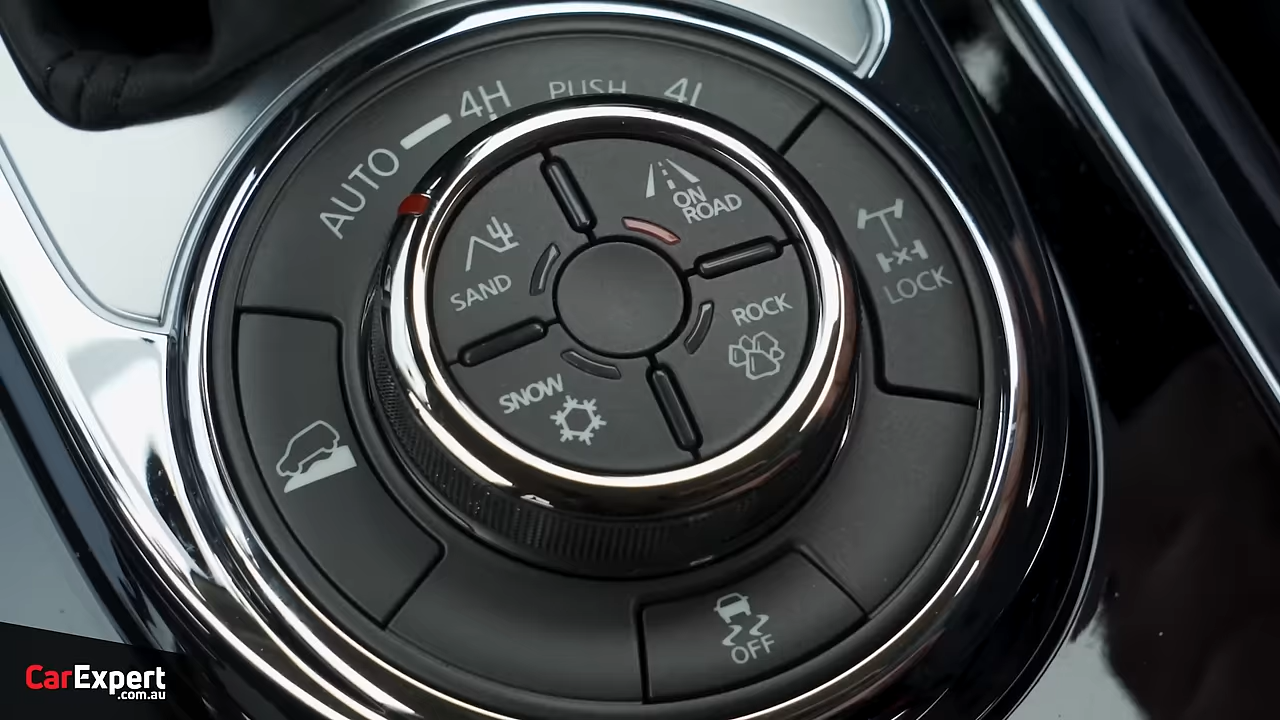 AUTO
4H
PUSH
4L
ON
ROAD
SAND
ROCK
SNOW
LOCK
OFF
CarExpert
.com.au